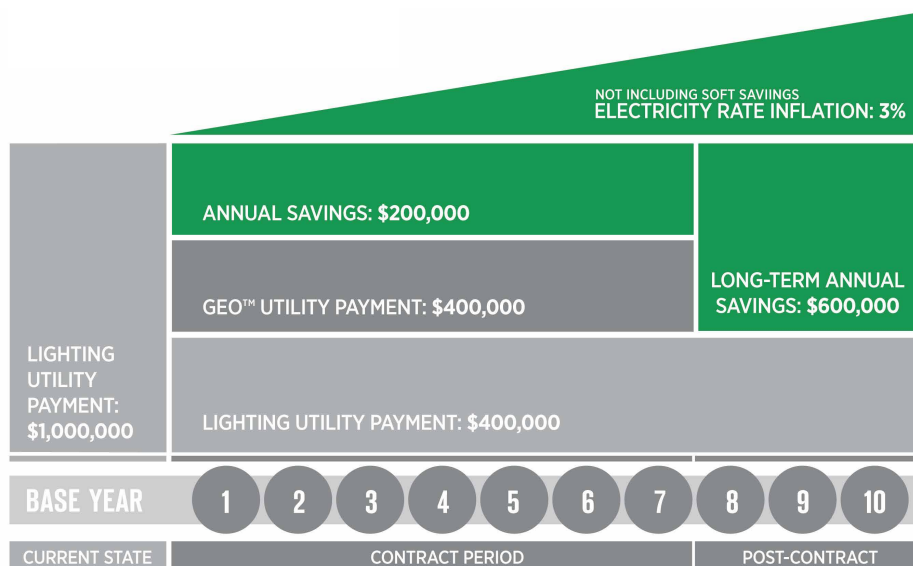 NOT INCLUDING SOFT SAVIINGS
ELECTRICITY RATE INFLATION: 3%
ANNUAL SAVINGS: $200,000
GEO™ UTILITY PAYMENT: $400,000
LONG-TERM ANNUAL
SAVINGS: $600,000
LIGHTING
UTILITY
PAYMENT:
$1,000,000
LIGHTING UTILITY PAYMENT: $400,000
BASE YEAR 1 2 3 4 5 6 7 8 9 10
CURRENT STATE CONTRACT PERIOD POST-CONTRACT